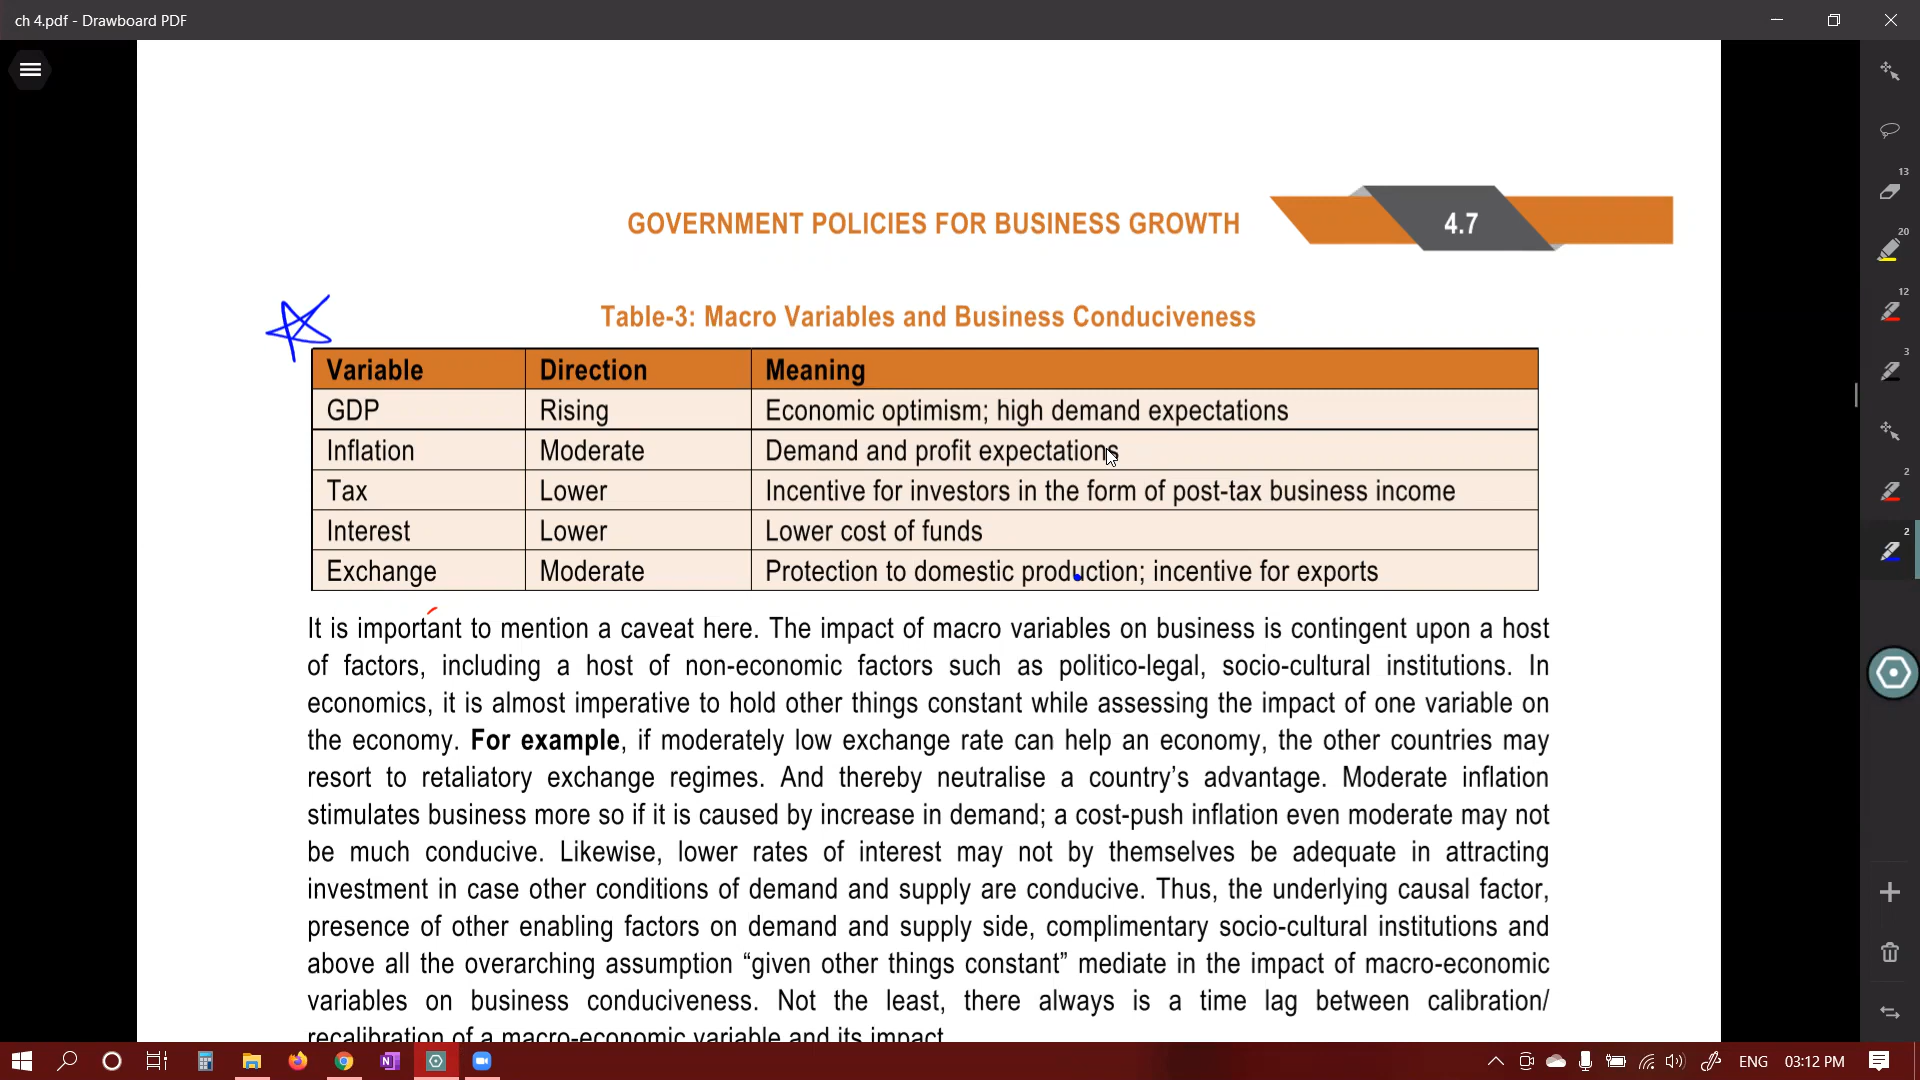 ch 4.pdf - Drawboard PDF
GOVERNMENT POLICIES FOR BUSINESS GROWTH 4.7
Table-3: Macro Variables and Business Conduciveness
Variable Direction Meaning
GDP Rising Economic optimism; high demand expectations
Inflation Moderate Demand and profit expectations
Tax Lower Incentive for investors in the form of post-tax business income
Interest Lower Lower cost of funds
Exchange Moderate Protection to domestic production; incentive for exports
It is important to mention a caveat here. The impact of macro variables on business is contingent upon a host
of factors, including a host of non-economic factors such as politico-legal, socio-cultural institutions. In
economics, it is almost imperative to hold other things constant while assessing the impact of one variable on
the economy. For example, if moderately low exchange rate can help an economy, the other countries may
resort to retaliatory exchange regimes. And thereby neutralise a country's advantage. Moderate inflation
stimulates business more so if it is caused by increase in demand; a cost-push inflation even moderate may not
be much conducive. Likewise, lower rates of interest may not by themselves be adequate in attracting
investment in case other conditions of demand and supply are conducive. Thus, the underlying causal factor,
presence of other enabling factors on demand and supply side, complimentary socio-cultural institutions and
above all the overarching assumption “given other things constant” mediate in the impact of macro-economic
variables on business conduciveness. Not the least, there always is a time lag between calibration/
recalibration of a macro-economic variable and its impact.
13
20
12
3
2
2
ENG 03:12 PM